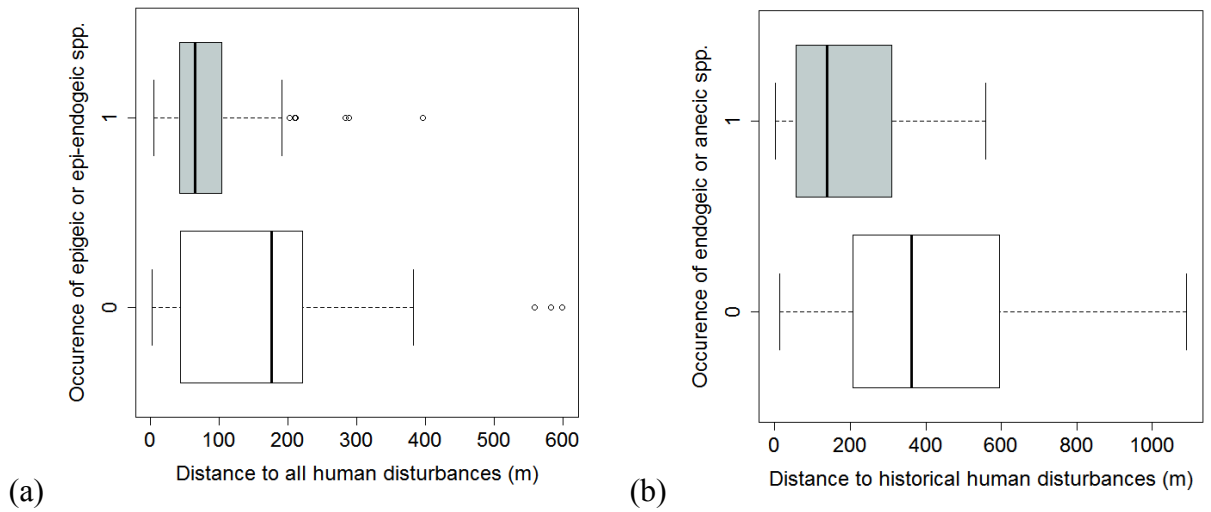 Occurence of epigeic or epi-endogeic spp.
1
0
0 100 200 300 400 500 600
Distance to all human disturbances (m)
(a)
Occurence of endogeic or anecic spp.
1
0
0 200 400 600 800 1000
Distance to historical human disturbances (m)
(b)